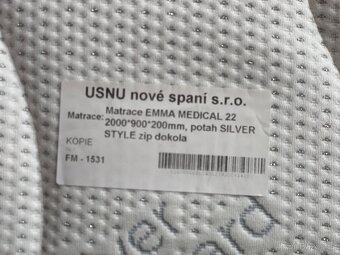 USNU nové spaní s.r.o.
Matrace: Matrace EMMA MEDICAL 22
2000*900*200mm, potah SILVER
STYLE zip dokola
KOPIE
FM - 1531